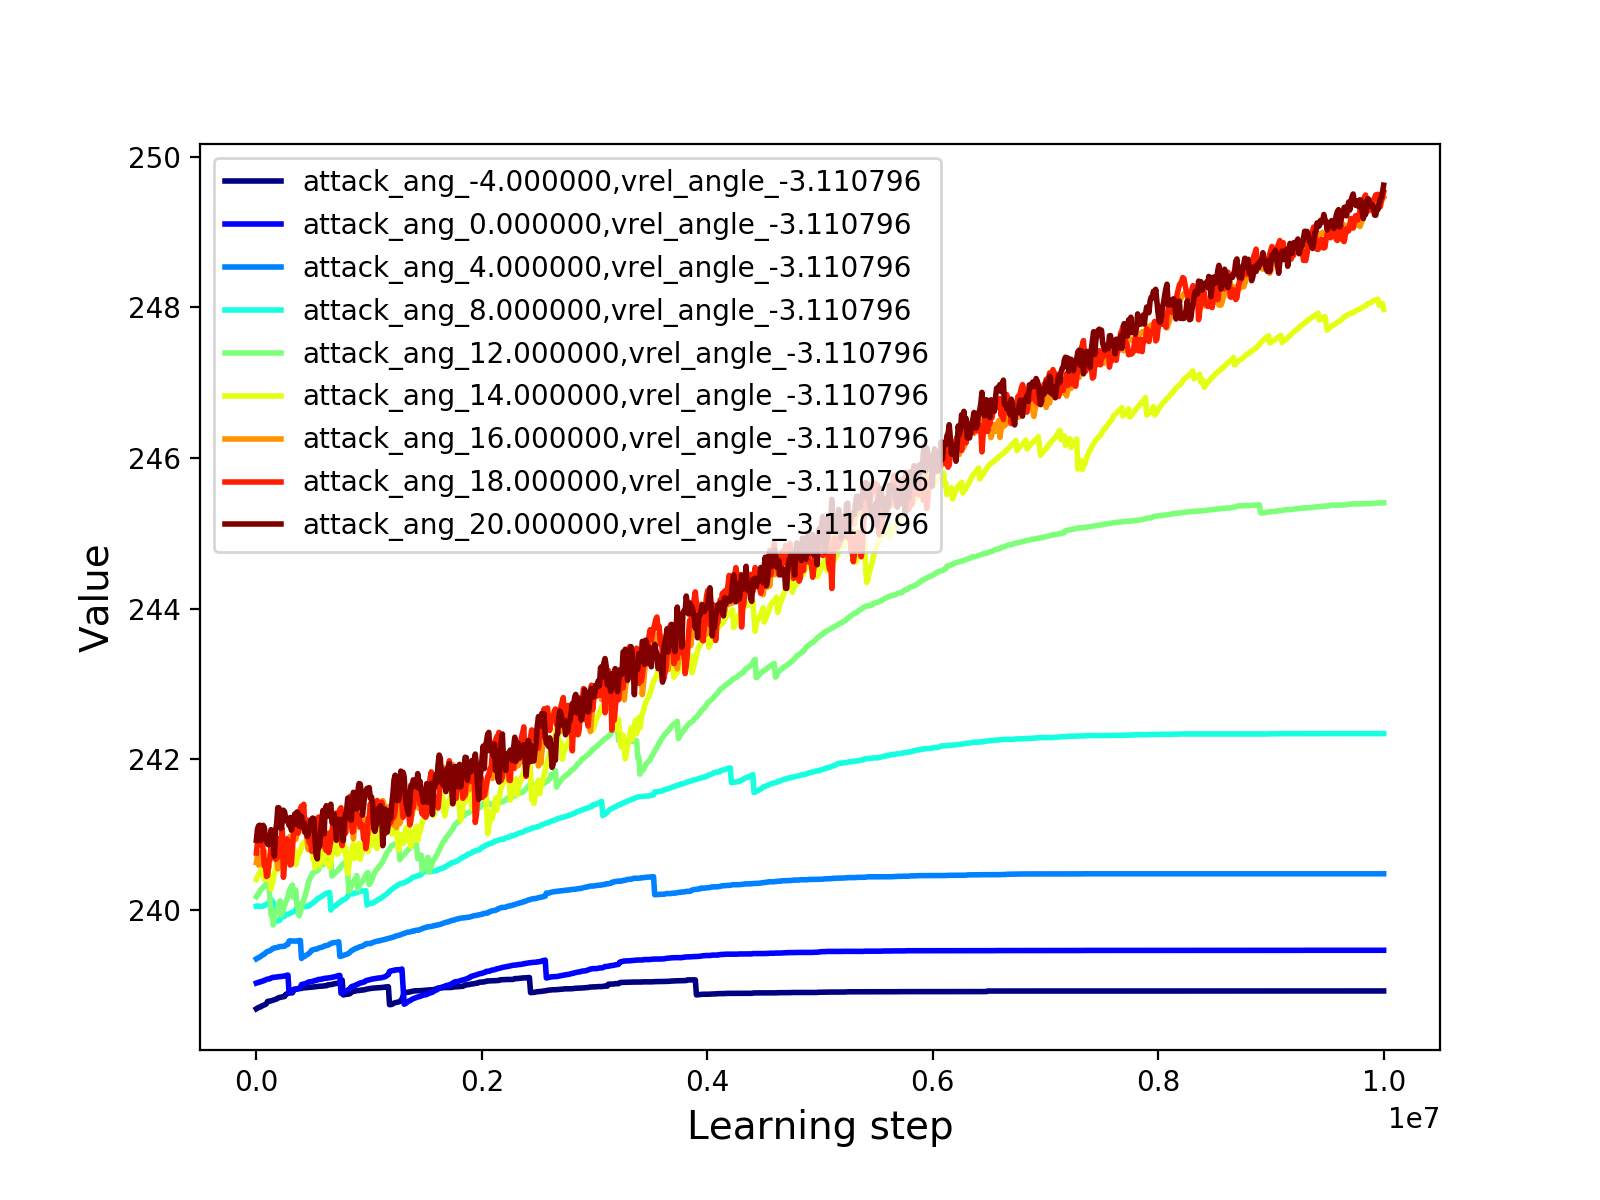 250
248
246
244
242
240
Value
attack_ang_-4.000000,vrel_angle_-3.110796
attack_ang_0.000000,vrel_angle_-3.110796
attack_ang_4.000000,vrel_angle_-3.110796
attack_ang_8.000000,vrel_angle_-3.110796
attack_ang_12.000000,vrel_angle_-3.110796
attack_ang_14.000000,vrel_angle_-3.110796
attack_ang_16.000000,vrel_angle_-3.110796
attack_ang_18.000000,vrel_angle_-3.110796
attack_ang_20.000000,vrel_angle_-3.110796
0.0 0.2 0.4 0.6 0.8 1.0
1e7
Learning step